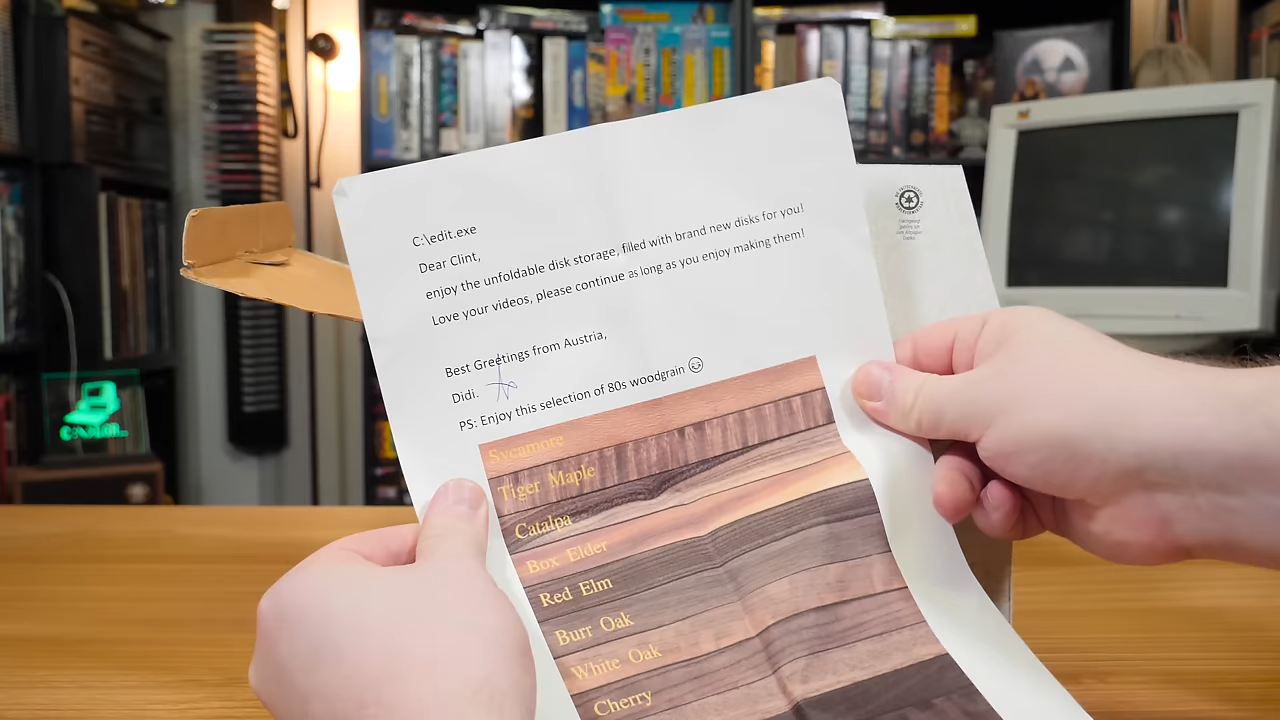 C:\edit.exe
Dear Clint,
enjoy the unfoldable disk storage, filled with brand new disks for you!
Love your videos, please continue as long as you enjoy making them!
Best Greetings from Austria,
Didi.
PS: Enjoy this selection of 80s woodgrain ☺
Sycamore
Tiger Maple
Catalpa
Box Elder
Red Elm
Burr Oak
White Oak
Cherry